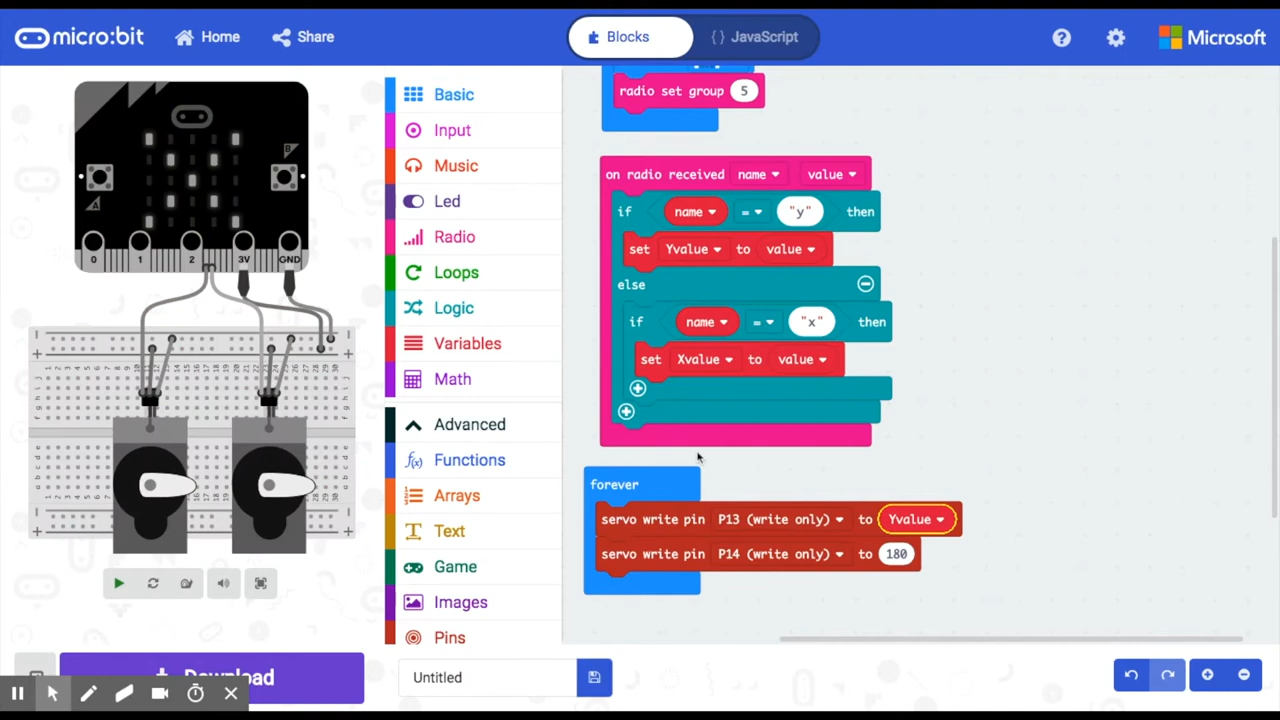 micro:bit
Home
Share
Blocks
{ } JavaScript
Microsoft
A
B
0 1 2 3V GND
Basic
Input
Music
Led
Radio
Loops
Logic
Variables
Math
Advanced
Functions
Arrays
Text
Game
Images
Pins
radio set group 5
on radio received name value
if name = "y" then
set Yvalue to value
else
if name = "x" then
set Xvalue to value
forever
servo write pin P13 (write only) to Yvalue
servo write pin P14 (write only) to 180
Download
Untitled